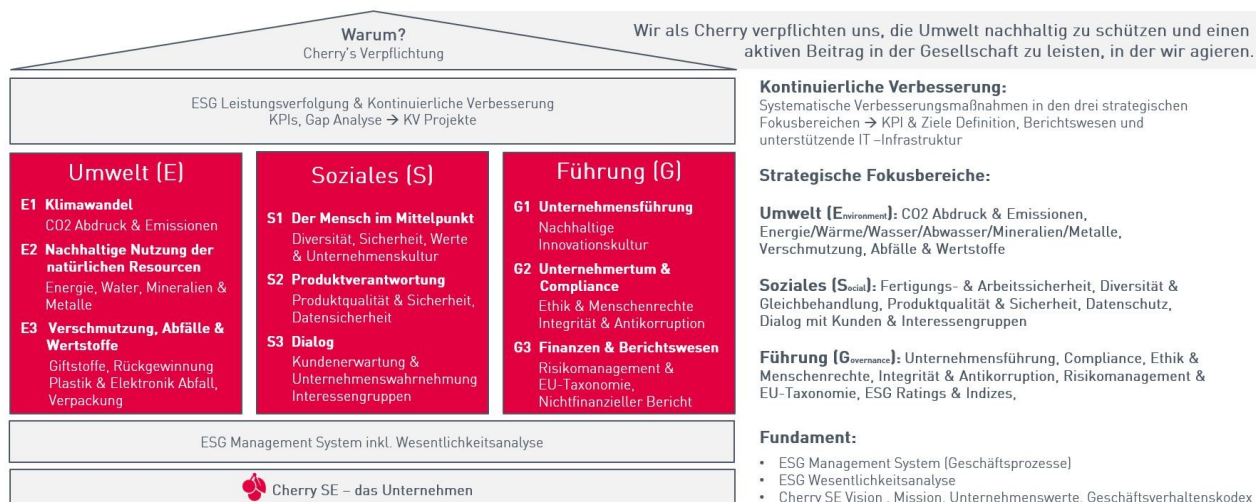 Warum?
Cherry's Verpflichtung
Wir als Cherry verpflichten uns, die Umwelt nachhaltig zu schützen und einen
aktiven Beitrag in der Gesellschaft zu leisten, in der wir agieren.
ESG Leistungsverfolgung & Kontinuierliche Verbesserung
KPIs, Gap Analyse → KV Projekte
Umwelt (E)
E1 Klimawandel
CO2 Abdruck & Emissionen
E2 Nachhaltige Nutzung der
natürlichen Resourcen
Energie, Water, Mineralien &
Metalle
E3 Verschmutzung, Abfälle &
Wertstoffe
Giftstoffe, Rückgewinnung
Plastik & Elektronik Abfall,
Verpackung
Soziales (S)
S1 Der Mensch im Mittelpunkt
Diversität, Sicherheit, Werte
& Unternehmenskultur
S2 Produktverantwortung
Produktqualität & Sicherheit,
Datensicherheit
S3 Dialog
Kundenerwartung &
Unternehmenswahrnehmung
Interessengruppen
Führung (G)
G1 Unternehmensführung
Nachhaltige
Innovationskultur
G2 Unternehmertum &
Compliance
Ethik & Menschenrechte
Integrität & Antikorruption
G3 Finanzen & Berichtswesen
Risikomanagement &
EU-Taxonomie,
Nichtfinanzieller Bericht
ESG Management System inkl. Wesentlichkeitsanalyse
Cherry SE – das Unternehmen
Kontinuierliche Verbesserung:
Systematische Verbesserungsmaßnahmen in den drei strategischen
Fokusbereichen → KPI & Ziele Definition, Berichtswesen und
unterstützende IT –Infrastruktur
Strategische Fokusbereiche:
Umwelt (Environment): CO2 Abdruck & Emissionen,
Energie/Wärme/Wasser/Abwasser/Mineralien/Metalle,
Verschmutzung, Abfälle & Wertstoffe
Soziales (Social): Fertigungs- & Arbeitssicherheit, Diversität &
Gleichbehandlung, Produktqualität & Sicherheit, Datenschutz,
Dialog mit Kunden & Interessengruppen
Führung (Governance): Unternehmensführung, Compliance, Ethik &
Menschenrechte, Integrität & Antikorruption, Risikomanagement &
EU-Taxonomie, ESG Ratings & Indizes,
Fundament:
• ESG Management System (Geschäftsprozesse)
• ESG Wesentlichkeitsanalyse
• Cherry SE Vision , Mission, Unternehmenswerte, Geschäftsverhaltenskodex